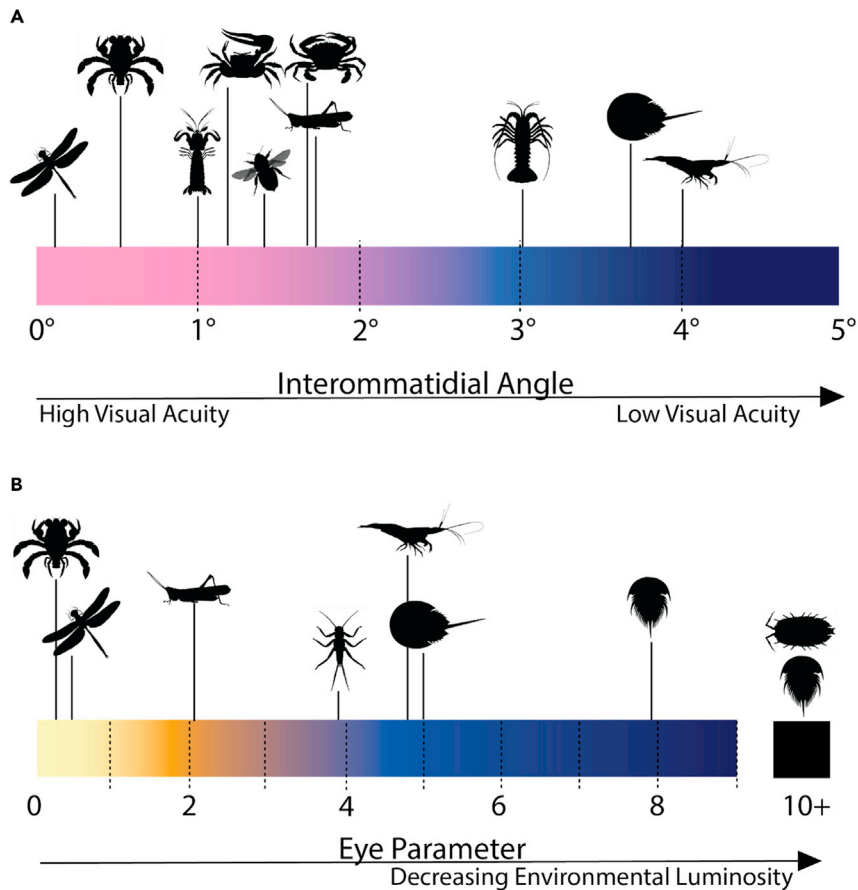 A
0° 1° 2° 3° 4° 5°
Interommatidial Angle
High Visual Acuity Low Visual Acuity
B
0 2 4 6 8 10+
Eye Parameter
Decreasing Environmental Luminosity